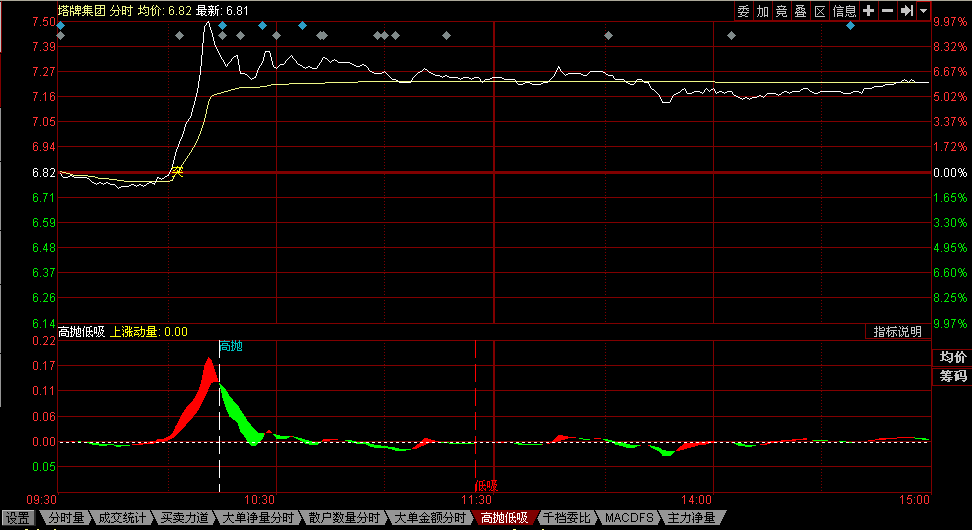 塔牌集团 分时 均价: 6.82 最新: 6.81 委 加 竞 叠 区 信息
7.50 9.97%
7.39 8.32%
7.27 6.67%
7.16 5.02%
7.05 3.37%
6.94 1.72%
6.82 0.00%
6.71 1.65%
6.59 3.30%
6.48 4.95%
6.37 6.60%
6.26 8.25%
6.14 9.97%
高抛低吸 上涨动量: 0.00 指标说明
0.22
高抛
均价
0.17
筹码
0.11
0.06
0.00
0.05
低吸
09:30 10:30 11:30 14:00 15:00
设置 分时量 成交统计 买卖力道 大单净量分时 散户数量分时 大单金额分时 高抛低吸 千档委比 MACDFS 主力净量